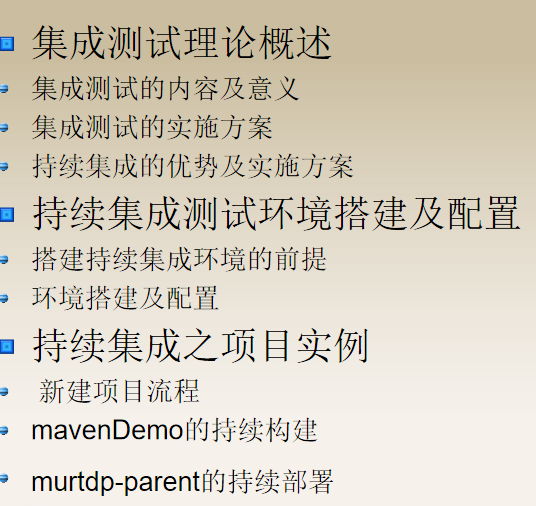 集成测试理论概述
集成测试的内容及意义
集成测试的实施方案
持续集成的优势及实施方案
持续集成测试环境搭建及配置
搭建持续集成环境的前提
环境搭建及配置
持续集成之项目实例
新建项目流程
mavenDemo的持续构建
murtdp-parent的持续部署